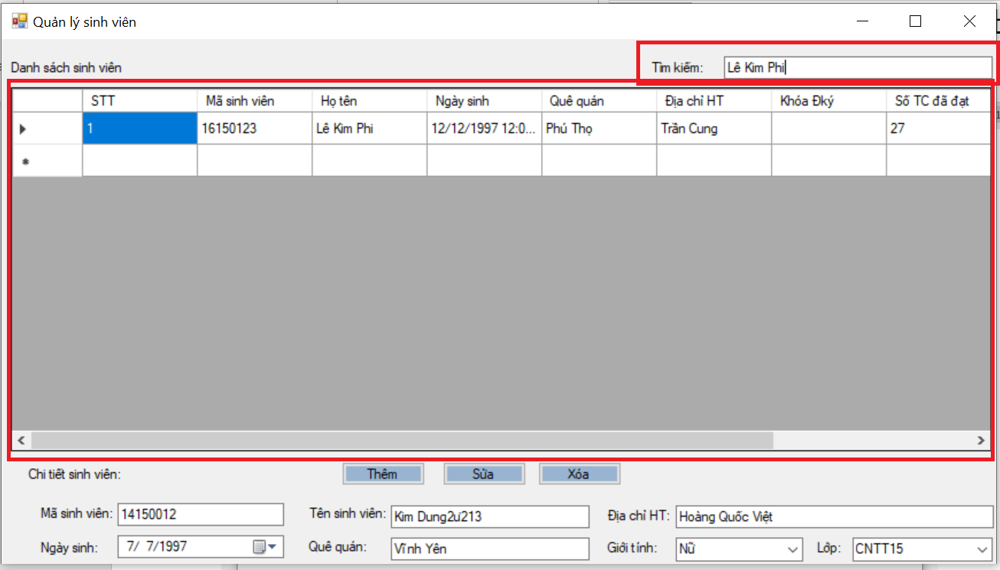 Quản lý sinh viên
Danh sách sinh viên
Tìm kiếm: Lê Kim Phi
STT Mã sinh viên Họ tên Ngày sinh Quê quán Địa chỉ HT Khóa Đký Số TC đã đạt
1 16150123 Lê Kim Phi 12/12/1997 12:0... Phú Thọ Trần Cung 27
Chi tiết sinh viên: Thêm Sửa Xóa
Mã sinh viên: 14150012 Tên sinh viên: Kim Dung2ư213 Địa chỉ HT: Hoàng Quốc Việt
Ngày sinh: 7/ 7/1997 Quê quán: Vĩnh Yên Giới tính: Nữ Lớp: CNTT15